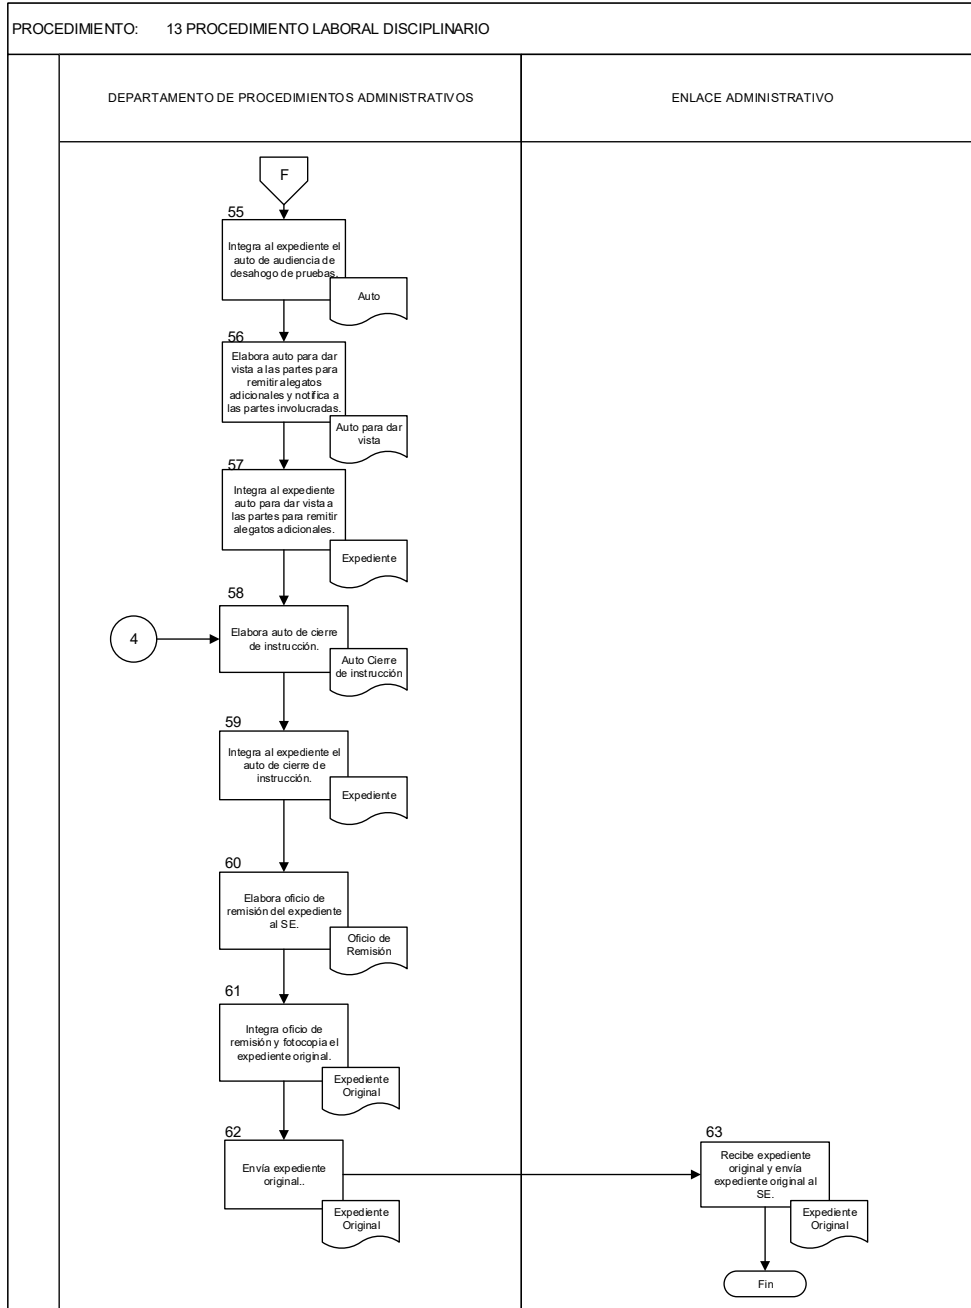 PROCEDIMIENTO: 13 PROCEDIMIENTO LABORAL DISCIPLINARIO
DEPARTAMENTO DE PROCEDIMIENTOS ADMINISTRATIVOS
ENLACE ADMINISTRATIVO
F
55
Integra al expediente el
auto de audiencia de
desahogo de pruebas.
Auto
56
Elabora auto para dar
vista a las partes para
remitir alegatos
adicionales y notifica a
las partes involucradas.
Auto para dar
vista
57
Integra al expediente
auto para dar vista a
las partes para remitir
alegatos adicionales.
Expediente
58
4
Elabora auto de cierre
de instrucción.
Auto Cierre
de instrucción
59
Integra al expediente el
auto de cierre de
instrucción.
Expediente
60
Elabora oficio de
remisión del expediente
al SE.
Oficio de
Remisión
61
Integra oficio de
remisión y fotocopia el
expediente original.
Expediente
Original
62
Envía expediente
original..
Expediente
Original
63
Recibe expediente
original y envía
expediente original al
SE.
Expediente
Original
Fin